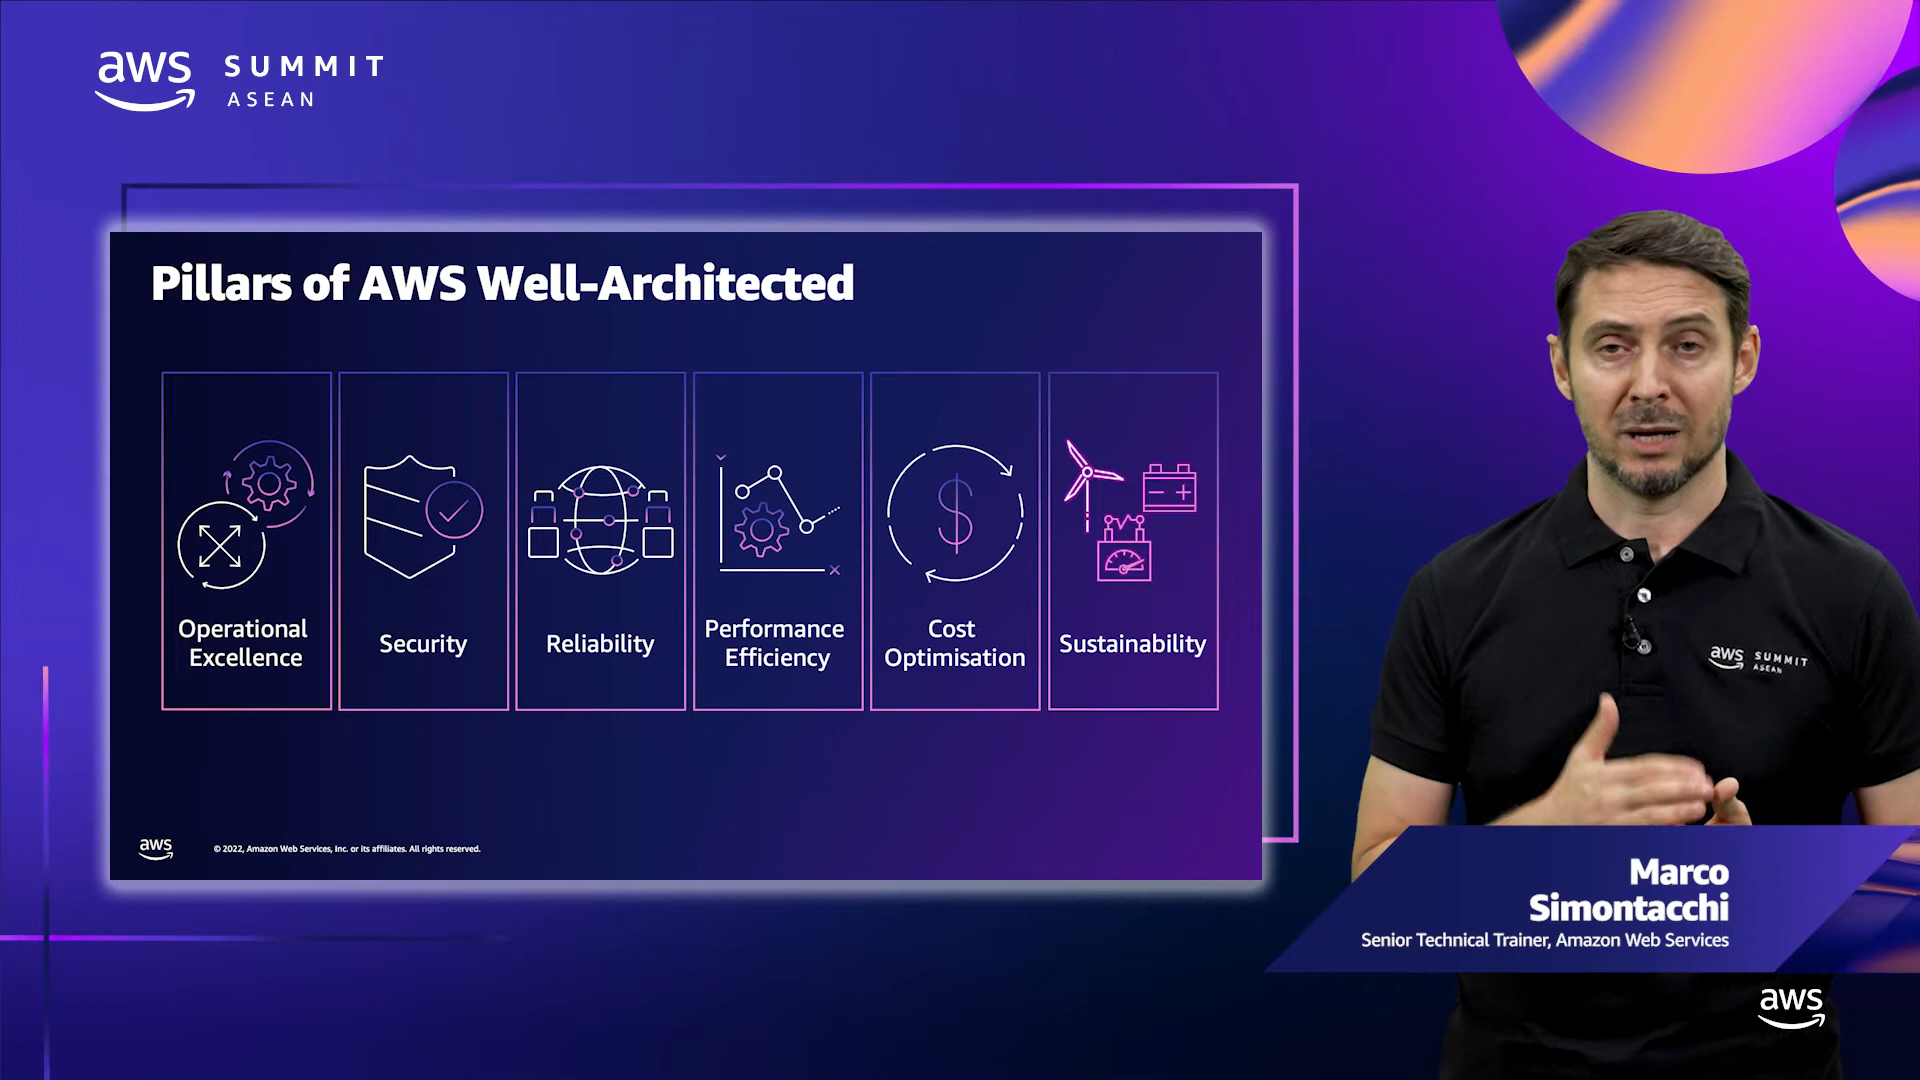 aws SUMMIT
ASEAN
Pillars of AWS Well-Architected
Operational
Excellence
Security
Reliability
Performance
Efficiency
Cost
Optimisation
Sustainability
aws
© 2022, Amazon Web Services, Inc. or its affiliates. All rights reserved.
aws SUMMIT
ASEAN
Marco
Simontacchi
Senior Technical Trainer, Amazon Web Services
aws